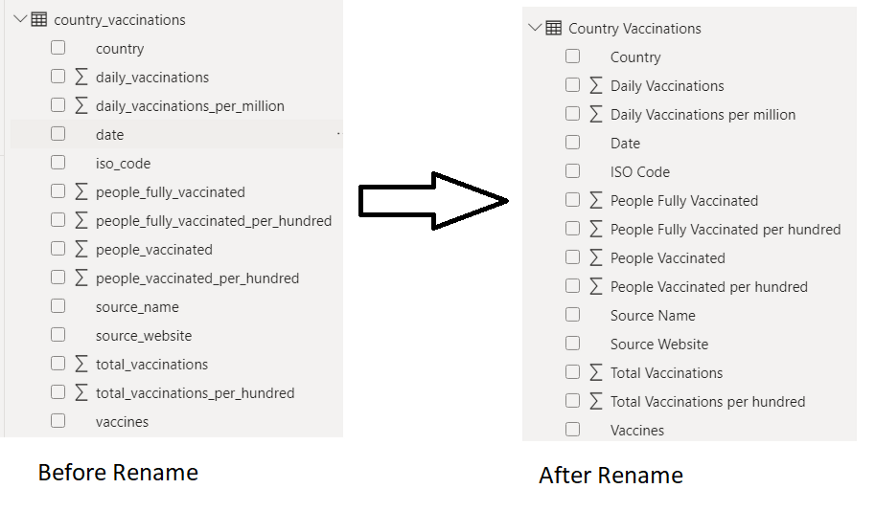 country_vaccinations
country
daily_vaccinations
daily_vaccinations_per_million
date
iso_code
people_fully_vaccinated
people_fully_vaccinated_per_hundred
people_vaccinated
people_vaccinated_per_hundred
source_name
source_website
total_vaccinations
total_vaccinations_per_hundred
vaccines
Before Rename
Country Vaccinations
Country
Daily Vaccinations
Daily Vaccinations per million
Date
ISO Code
People Fully Vaccinated
People Fully Vaccinated per hundred
People Vaccinated
People Vaccinated per hundred
Source Name
Source Website
Total Vaccinations
Total Vaccinations per hundred
Vaccines
After Rename